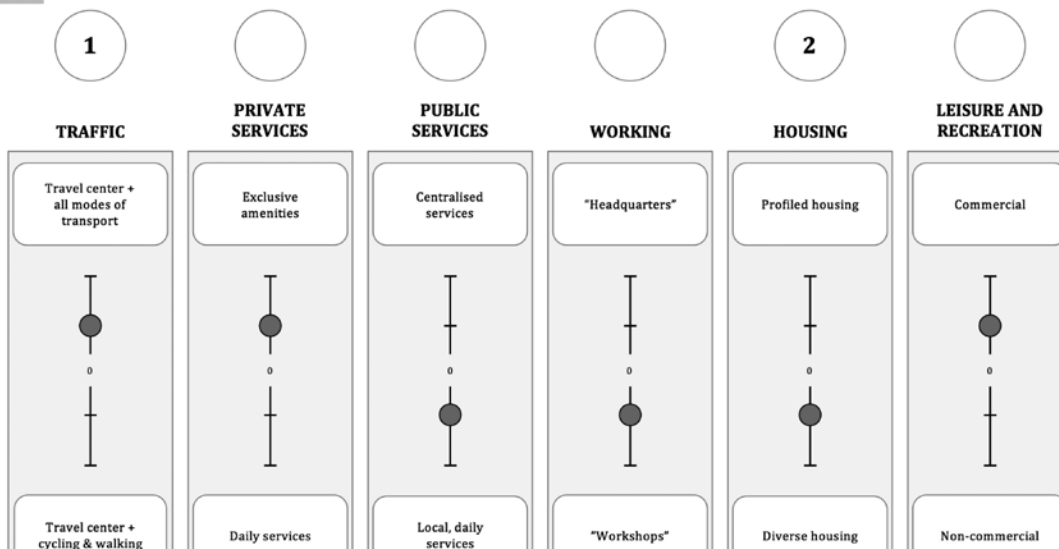 1
2
TRAFFIC
PRIVATE
SERVICES
PUBLIC
SERVICES
WORKING
HOUSING
LEISURE AND
RECREATION
Travel center +
all modes of
transport
Exclusive
amenities
Centralised
services
"Headquarters"
Profiled housing
Commercial
0
0
0
0
0
0
Travel center +
cycling & walking
Daily services
Local, daily
services
"Workshops"
Diverse housing
Non-commercial